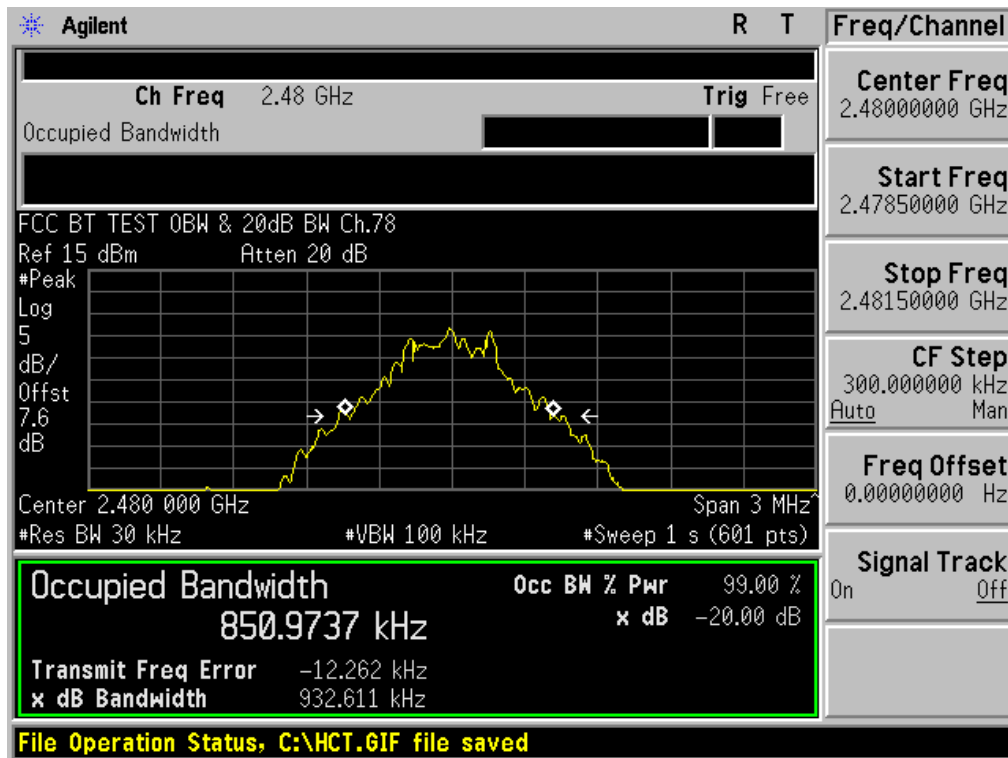 Agilent R T Freq/Channel
Ch Freq 2.48 GHz Trig Free
Occupied Bandwidth
Center Freq
2.48000000 GHz
Start Freq
2.47850000 GHz
Stop Freq
2.48150000 GHz
CF Step
300.000000 kHz
Auto Man
Freq Offset
0.00000000 Hz
Signal Track
On Off
FCC BT TEST OBW & 20dB BW Ch.78
Ref 15 dBm Atten 20 dB
#Peak
Log
5
dB/
Offst
7.6
dB
Center 2.480 000 GHz Span 3 MHz^
#Res BW 30 kHz #VBW 100 kHz #Sweep 1 s (601 pts)
Occupied Bandwidth Occ BW % Pwr 99.00 %
850.9737 kHz x dB -20.00 dB
Transmit Freq Error -12.262 kHz
x dB Bandwidth 932.611 kHz
File Operation Status, C:\HCT.GIF file saved